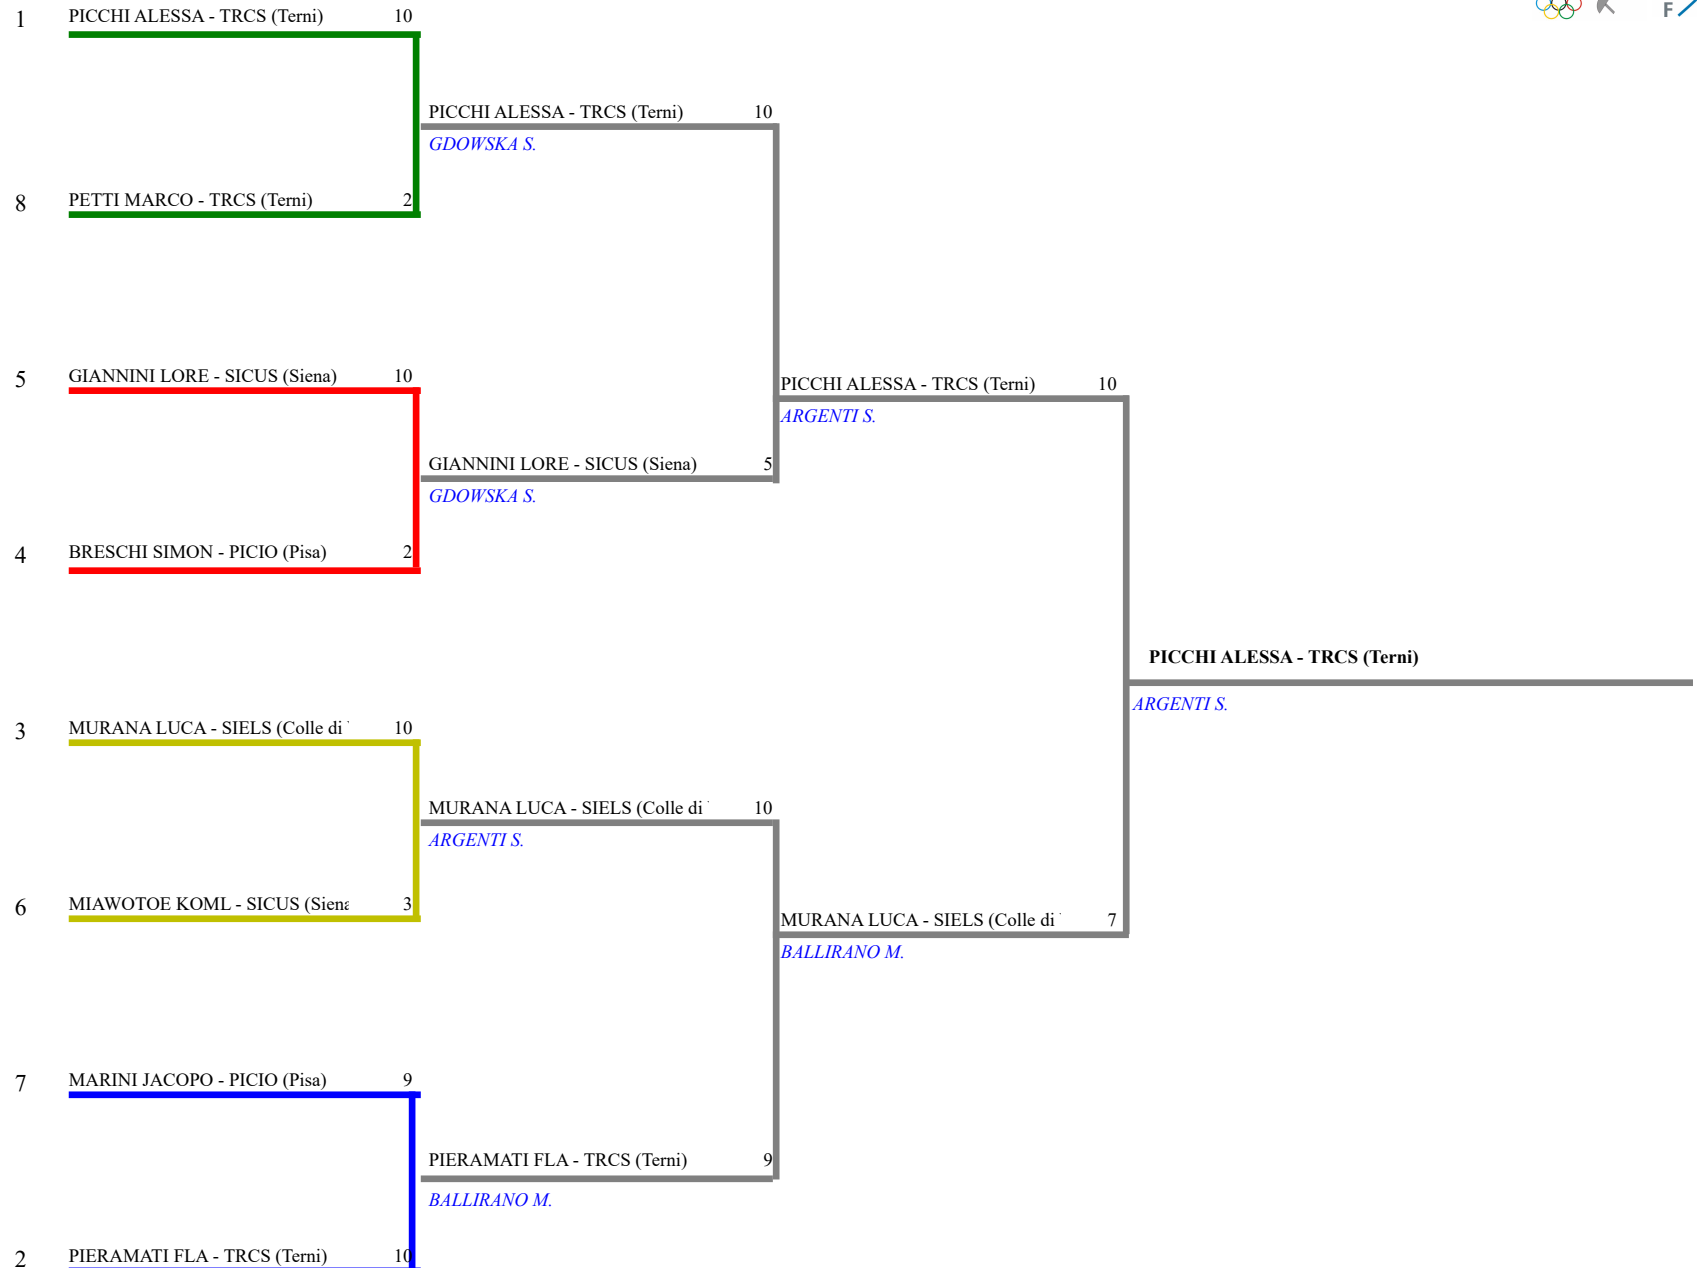 1 PICCHI ALESSA - TRCS (Terni) 10
F
PICCHI ALESSA - TRCS (Terni) 10
GDOWSKA S.
8 PETTI MARCO - TRCS (Terni) 2
5 GIANNINI LORE - SICUS (Siena) 10
PICCHI ALESSA - TRCS (Terni) 10
ARGENTI S.
GIANNINI LORE - SICUS (Siena) 5
GDOWSKA S.
4 BRESCHI SIMON - PICIO (Pisa) 2
PICCHI ALESSA - TRCS (Terni)
ARGENTI S.
3 MURANA LUCA - SIELS (Colle di 10
MURANA LUCA - SIELS (Colle di 10
ARGENTI S.
6 MIAWOTOE KOML - SICUS (Siena 3
MURANA LUCA - SIELS (Colle di 7
BALLIRANO M.
7 MARINI JACOPO - PICIO (Pisa) 9
PIERAMATI FLA - TRCS (Terni) 9
BALLIRANO M.
2 PIERAMATI FLA - TRCS (Terni) 10